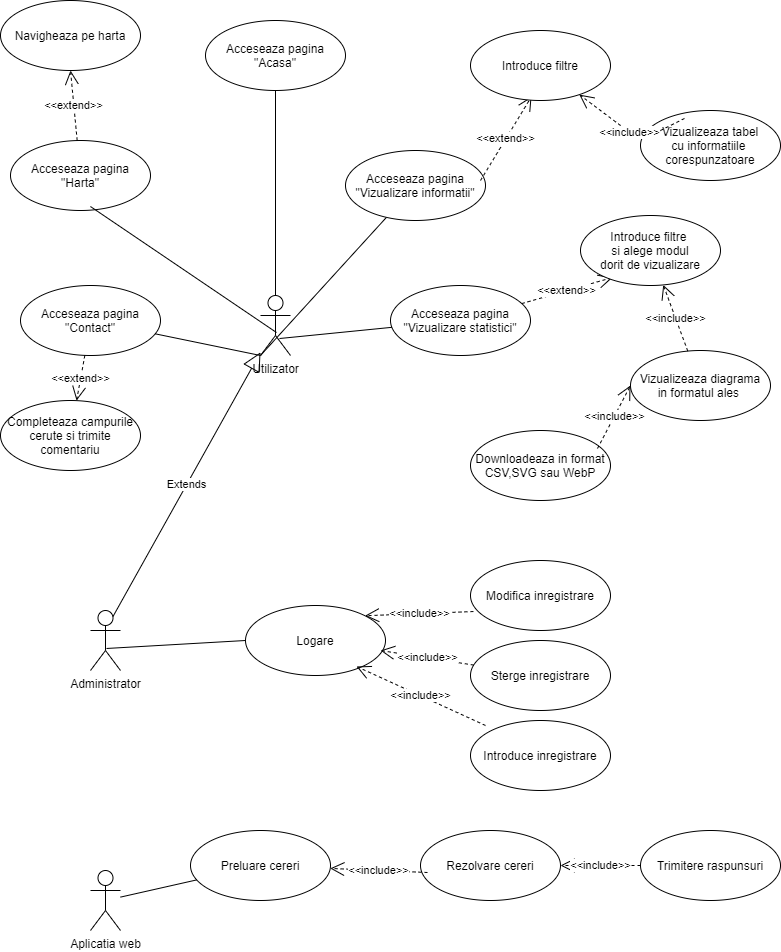 Navigheaza pe harta
Acceseaza pagina
"Acasa"
Introduce filtre
<<extend>>
<<include>>
Vizualizeaza tabel
cu informatiile
corespunzatoare
<<extend>>
Acceseaza pagina
"Harta"
Acceseaza pagina
"Vizualizare informatii"
Introduce filtre
si alege modul
dorit de vizualizare
<<extend>>
Acceseaza pagina
"Contact"
Acceseaza pagina
"Vizualizare statistici"
<<include>>
Utilizator
<<extend>>
Vizualizeaza diagrama
in formatul ales
<<include>>
Completeaza campurile
cerute si trimite
comentariu
Downloadeaza in format
CSV,SVG sau WebP
Extends
Modifica inregistrare
<<include>>
Logare
<<include>>
Sterge inregistrare
Administrator
<<include>>
Introduce inregistrare
Preluare cereri
<<include>>
Rezolvare cereri
<<include>>
Trimitere raspunsuri
Aplicatia web